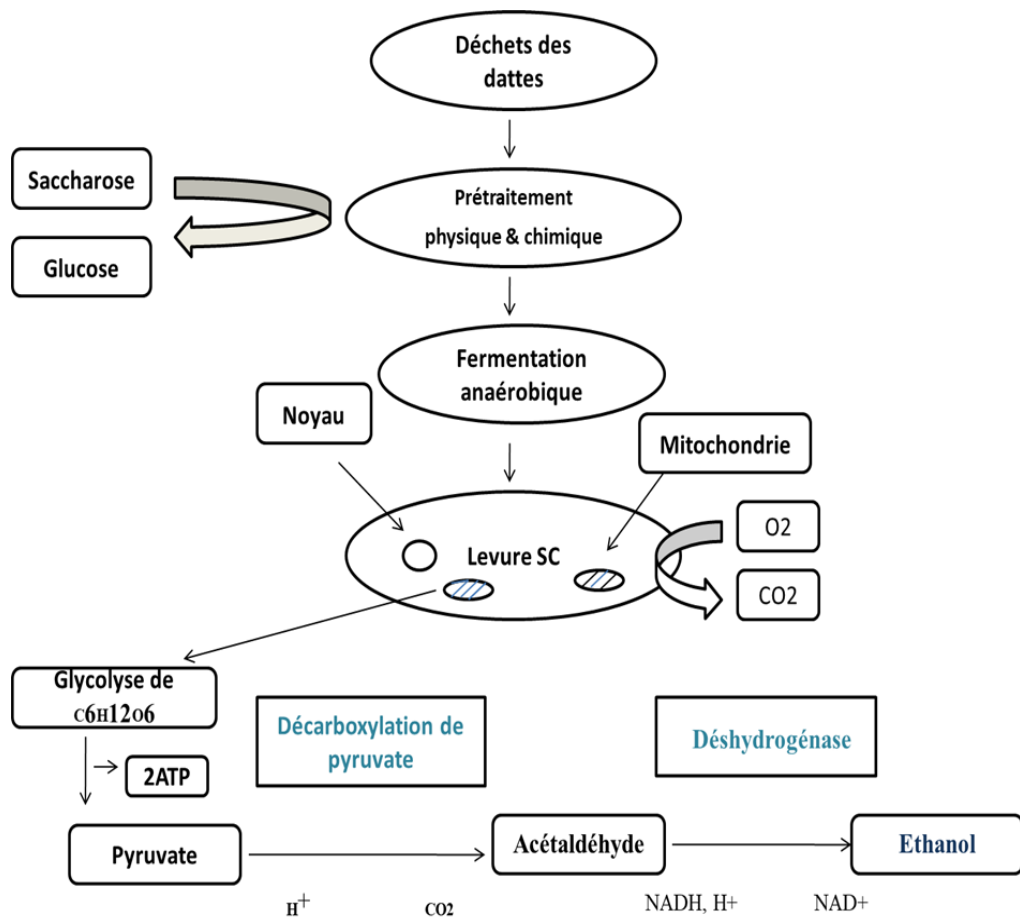 Déchets des
dattes
Saccharose
Prétraitement
physique & chimique
Glucose
Fermentation
anaérobique
Noyau
Mitochondrie
O2
Levure SC
CO2
Glycolyse de
C6H12O6
Décarboxylation de
pyruvate
Déshydrogénase
2ATP
Pyruvate
Acétaldéhyde
Ethanol
H+
CO2
NADH, H+
NAD+